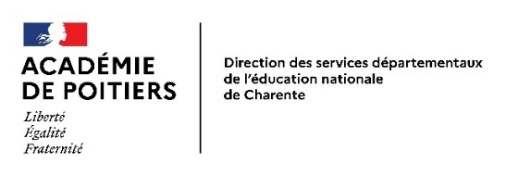 ACADÉMIE
DE POITIERS
Liberté
Égalité
Fraternité
Direction des services départementaux
de l'éducation nationale
de Charente